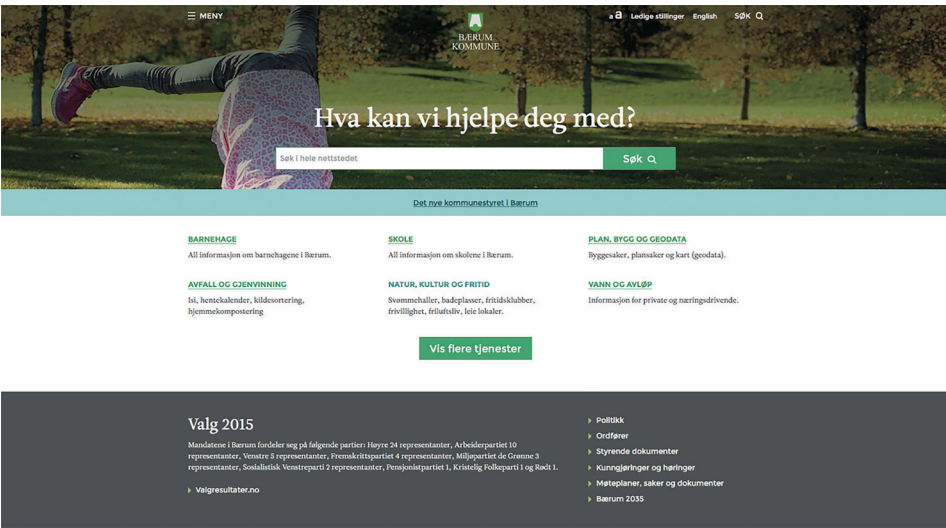 MENY
a a Ledige stillinger English SØK
BÆRUM
KOMMUNE
Hva kan vi hjelpe deg med?
Søk i hele nettstedet
Søk
Det nye kommunestyret i Bærum
BARNEHAGE
All informasjon om barnehagene i Bærum.
SKOLE
All informasjon om skolene i Bærum.
PLAN, BYGG OG GEODATA
Byggesaker, plansaker og kart (geodata).
AVFALL OG GJENVINNING
Isi, hentekalender, kildesortering,
hjemmekompostering
NATUR, KULTUR OG FRITID
Svømmehaller, badeplasser, fritidsklubber,
frivillighet, friluftsliv, leie lokaler.
VANN OG AVLØP
Informasjon for private og næringsdrivende.
Vis flere tjenester
Valg 2015
Mandatene i Bærum fordeler seg på følgende partier: Høyre 24 representanter, Arbeiderpartiet 10
representanter, Venstre 5 representanter, Fremskrittspartiet 4 representanter, Miljøpartiet de Grønne 3
representanter, Sosialistisk Venstreparti 2 representanter, Pensjonistpartiet 1, Kristelig Folkeparti 1 og Rødt 1.
Valgresultater.no
Politikk
Ordfører
Styrende dokumenter
Kunngjøringer og høringer
Møteplaner, saker og dokumenter
Bærum 2035